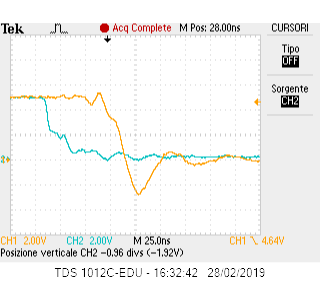 Tek Acq Complete M Pos: 28.00ns CURSORI
Tipo
OFF
Sorgente
CH2
2
CH1 2.00V CH2 2.00V M 25.0ns CH1 \ 4.64V
Posizione verticale CH2 -0.96 divs (-1.92V)
TDS 1012C-EDU - 16:32:42 28/02/2019